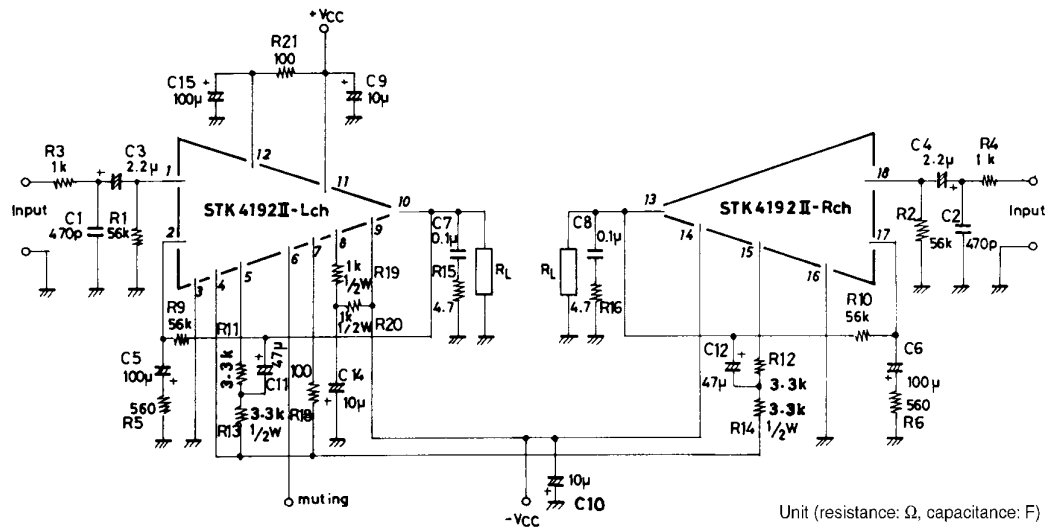 +VCC
R21
100
C15
100μ
+
+
C9
10μ
R3
1k
C3
2.2μ
+
1
12
11
Input
C1
470p
R1
56k
2
STK4192II-Lch
10
3
4
5
6
7
8
9
C7
0.1μ
R15
4.7
RL
1k
1/2W
R19
1k
1/2W
R20
R9
56k
C5
100μ
+
560
R5
R11
3.3k
+
47μ
C11
3.3k
R13
1/2W
100
R18
+
C14
10μ
muting
-VCC
10μ
+
C10
13
STK4192II-Rch
18
17
14
15
16
C8
0.1μ
RL
4.7
R16
C4
2.2μ
+
R4
1k
R2
56k
C2
470p
Input
R10
56k
C12
47μ
+
R12
3.3k
3.3k
R14
1/2W
C6
+
100μ
560
R6
Unit (resistance: Ω, capacitance: F)